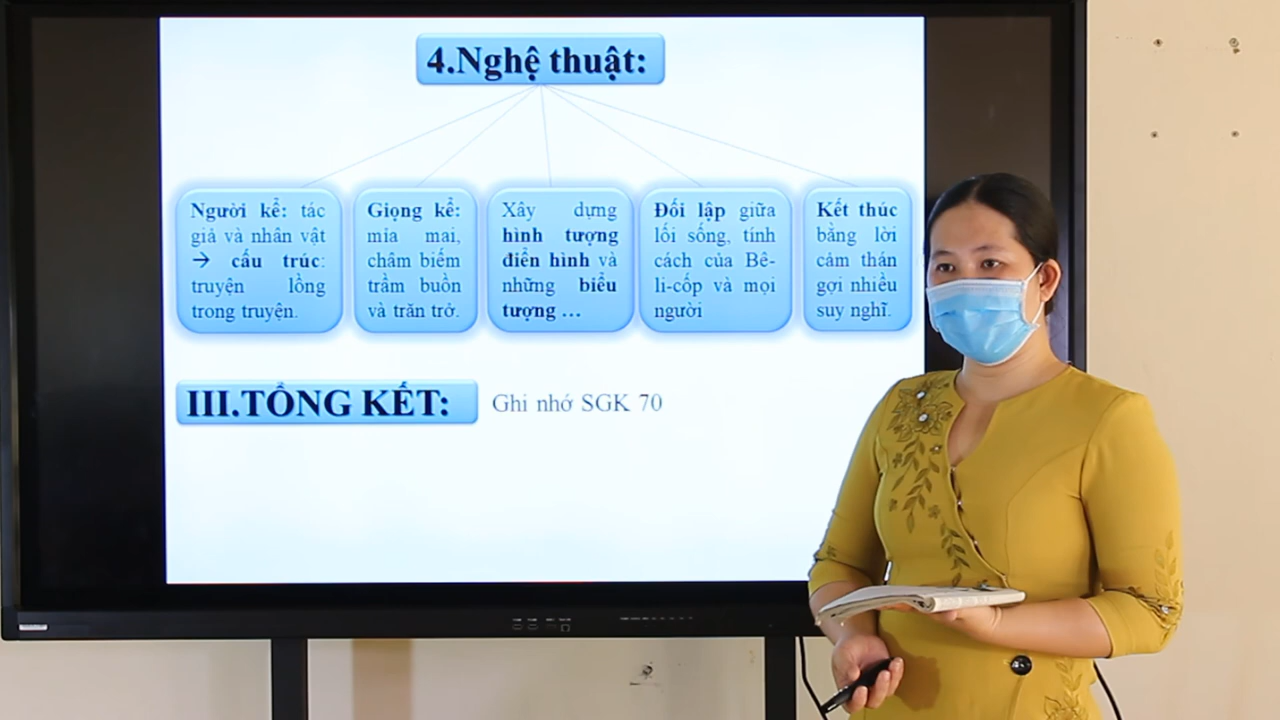 4.Nghệ thuật:
Người kể: tác
giả và nhân vật
→ cấu trúc:
truyện lồng
trong truyện.
Giọng kể:
mỉa mai,
châm biếm
trầm buồn
và trăn trở.
Xây dựng
hình tượng
điển hình và
những biểu
tượng ...
Đối lập giữa
lối sống, tính
cách của Bê-
li-cốp và mọi
người
Kết thúc
bằng lời
cảm thán
gợi nhiều
suy nghĩ.
III.TỔNG KẾT:
Ghi nhớ SGK 70